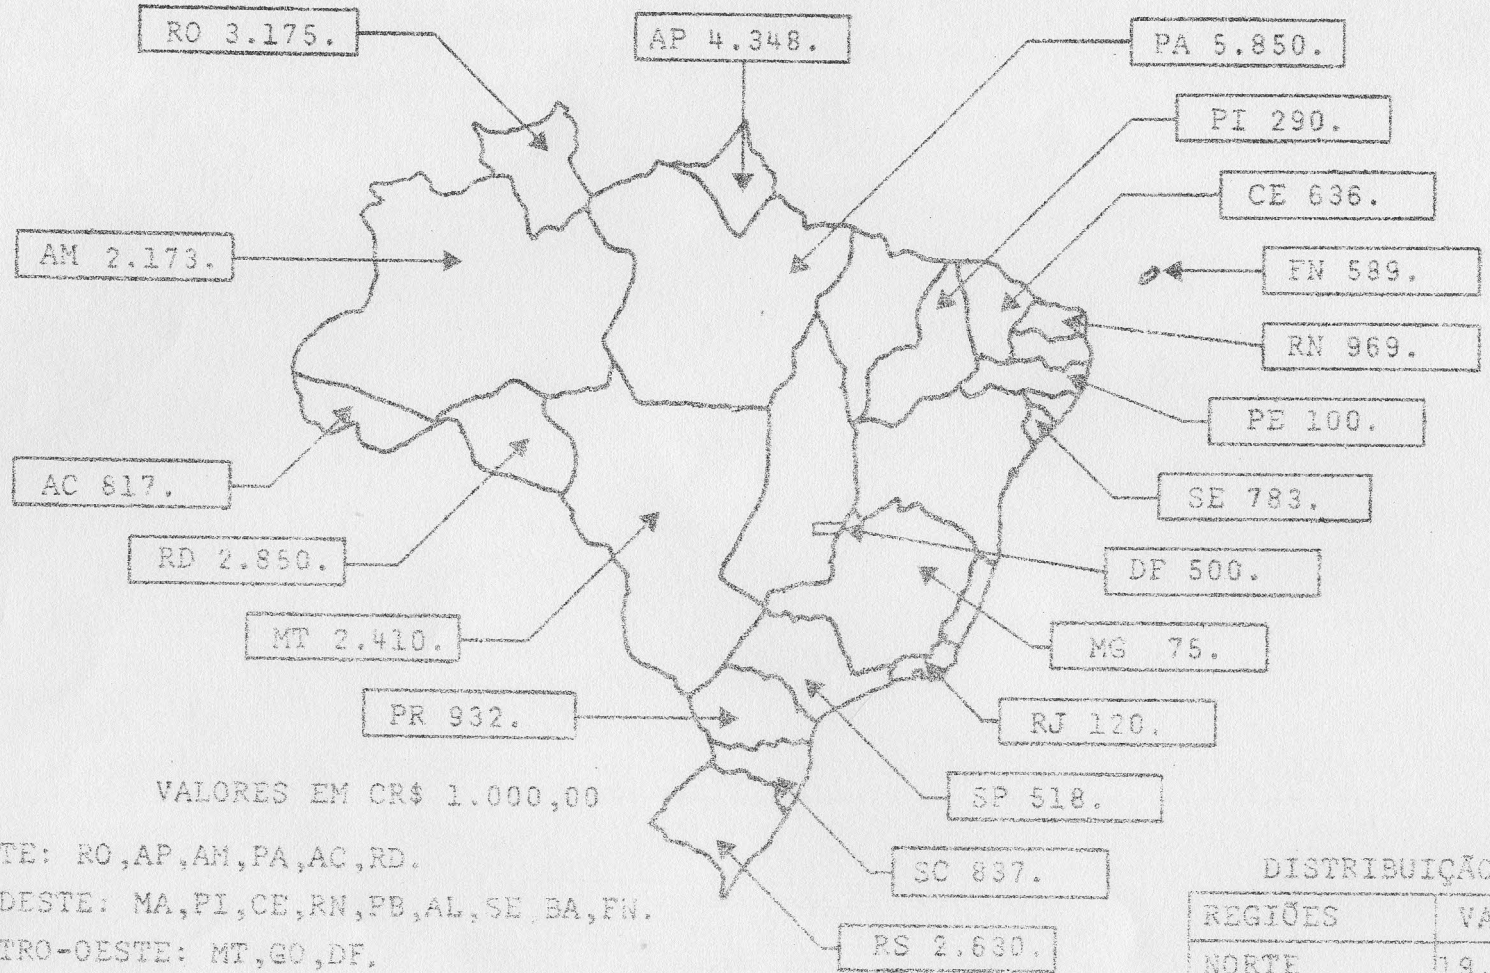 RO 3.175.
AP 4.348.
PA 5.850.
PI 290.
CE 636.
AM 2.173.
FN 589.
RN 969.
PE 100.
AC 817.
SE 783.
RD 2.850.
DF 500.
MT 2.410.
MG 75.
PR 932.
RJ 120.
VALORES EM CR$ 1.000,00
SP 518.
TE: RO,AP,AM,PA,AC,RD.
SC 837.
DISTRIBUIÇÃO
DESTE: MA,PI,CE,RN,PB,AL,SE,BA,FN.
REGIÕES VA
TRO-OESTE: MT,GO,DF.
RS 2.630.
NORTE 19.